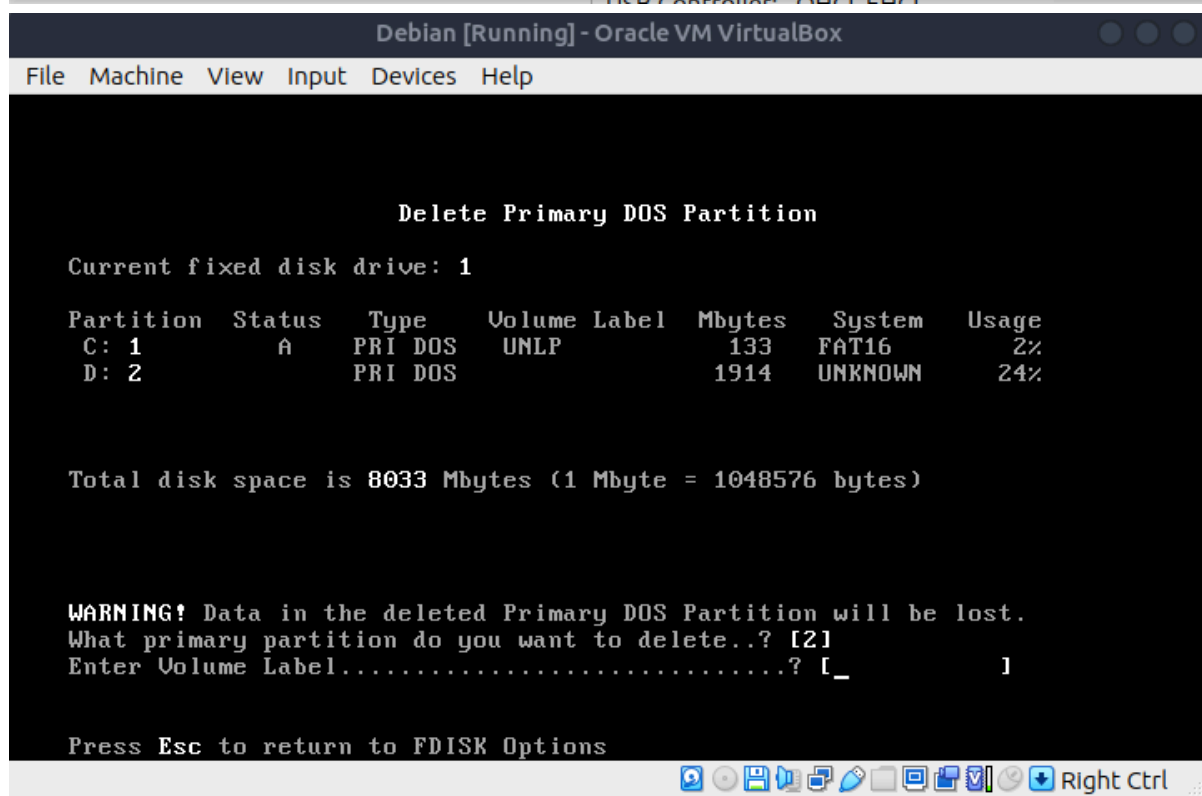 USB Controller: OHCI, EHCI
Debian [Running] - Oracle VM VirtualBox
File Machine View Input Devices Help
Delete Primary DOS Partition
Current fixed disk drive: 1
Partition Status Type Volume Label Mbytes System Usage
C: 1 A PRI DOS UNLP 133 FAT16 2%
D: 2 PRI DOS 1914 UNKNOWN 24%
Total disk space is 8033 Mbytes (1 Mbyte = 1048576 bytes)
WARNING! Data in the deleted Primary DOS Partition will be lost.
What primary partition do you want to delete..? [2]
Enter Volume Label...............................? [_ ]
Press Esc to return to FDISK Options
Right Ctrl